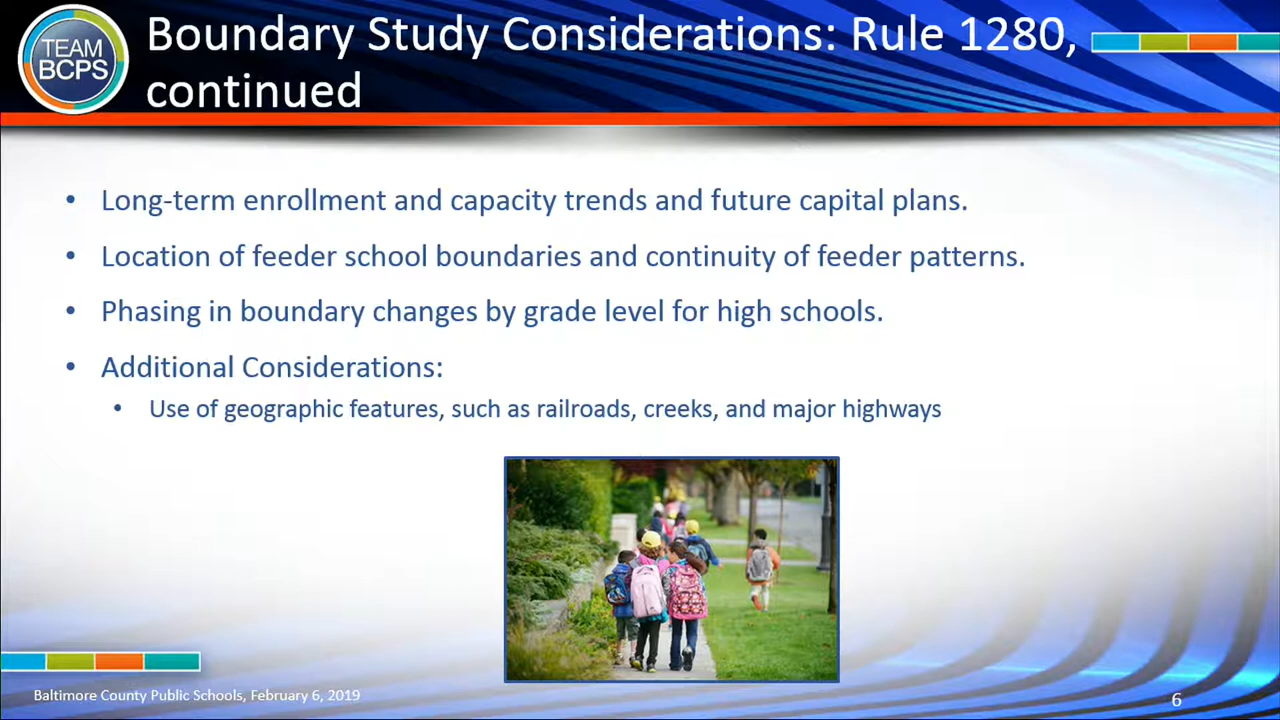 TEAM
BCPS
Boundary Study Considerations: Rule 1280,
continued
• Long-term enrollment and capacity trends and future capital plans.
• Location of feeder school boundaries and continuity of feeder patterns.
• Phasing in boundary changes by grade level for high schools.
• Additional Considerations:
• Use of geographic features, such as railroads, creeks, and major highways
Baltimore County Public Schools, February 6, 2019
6